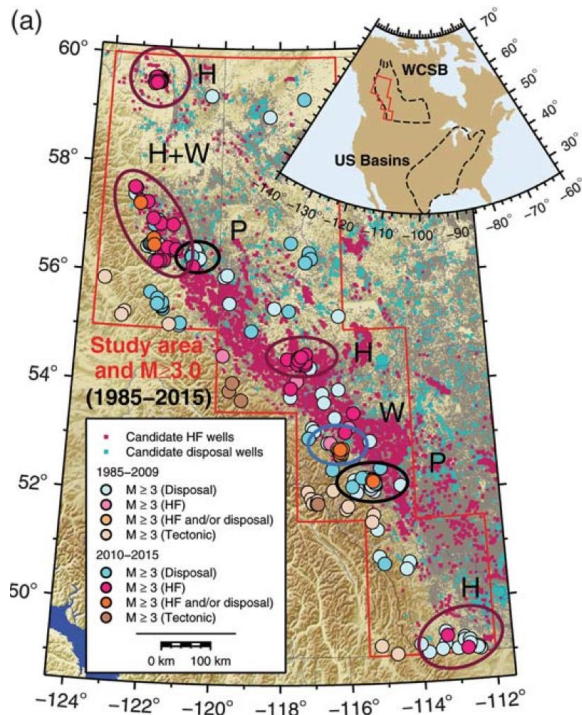 (a)
60°
58°
56°
54°
52°
50°
−124°
−122°
−120°
−118°
−116°
−114°
−112°
H
H+W
P
H
W
P
H
Study area
and M≥3.0
(1985−2015)
WCSB
US Basins
70°
60°
50°
40°
30°
−140°
−130°
−120°
−110°
−100°
−90°
−80°
−70°
−60°
Candidate HF wells
Candidate disposal wells
1985−2009
M ≥ 3 (Disposal)
M ≥ 3 (HF)
M ≥ 3 (HF and/or disposal)
M ≥ 3 (Tectonic)
2010−2015
M ≥ 3 (Disposal)
M ≥ 3 (HF)
M ≥ 3 (HF and/or disposal)
M ≥ 3 (Tectonic)
0 km 100 km